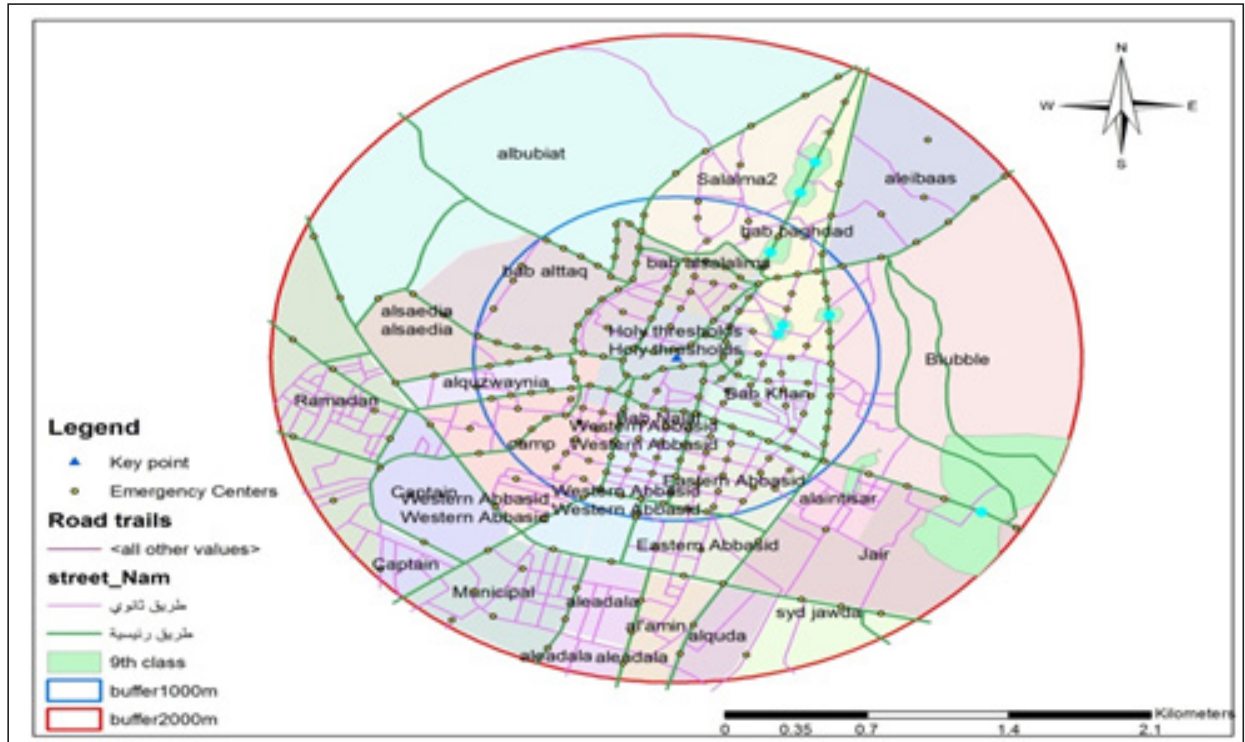 N
W E
S
albubiat
Salalma2
aleibaas
bab baghdad
bab alsalalima
bab alttaq
alsaedia
alsaedia
Holy thresholds
Holy thresholds
Blubble
alquzwaynia
Bab Khan
Ramadan
Bab Najaf
Western Abbasid
Western Abbasid
camp
Eastern Abbasid
Captain
Western Abbasid
Western Abbasid
Western Abbasid
Western Abbasid
alaintisar
Eastern Abbasid
Jair
Captain
Municipal
aleadala
syd jawda
al'amin
alquda
aleadala
aleadala
Legend
Key point
Emergency Centers
Road trails
<all other values>
street_Nam
طريق ثانوي
طريق رئيسية
9th class
buffer1000m
buffer2000m
Kilometers
0 0.35 0.7 1.4 2.1